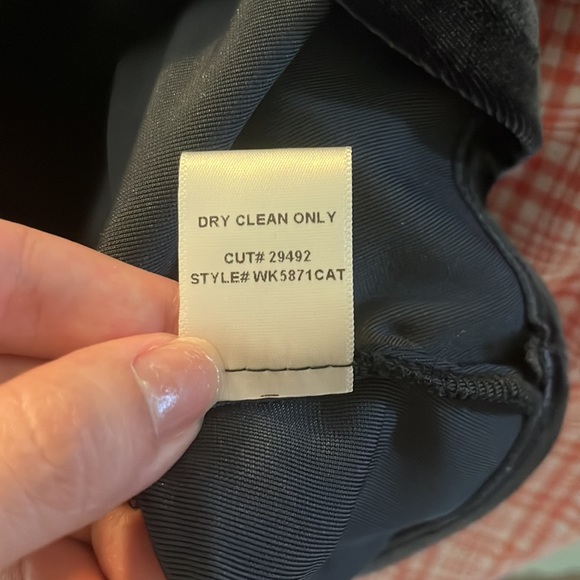 DRY CLEAN ONLY
CUT# 29492
STYLE# WK5871CAT